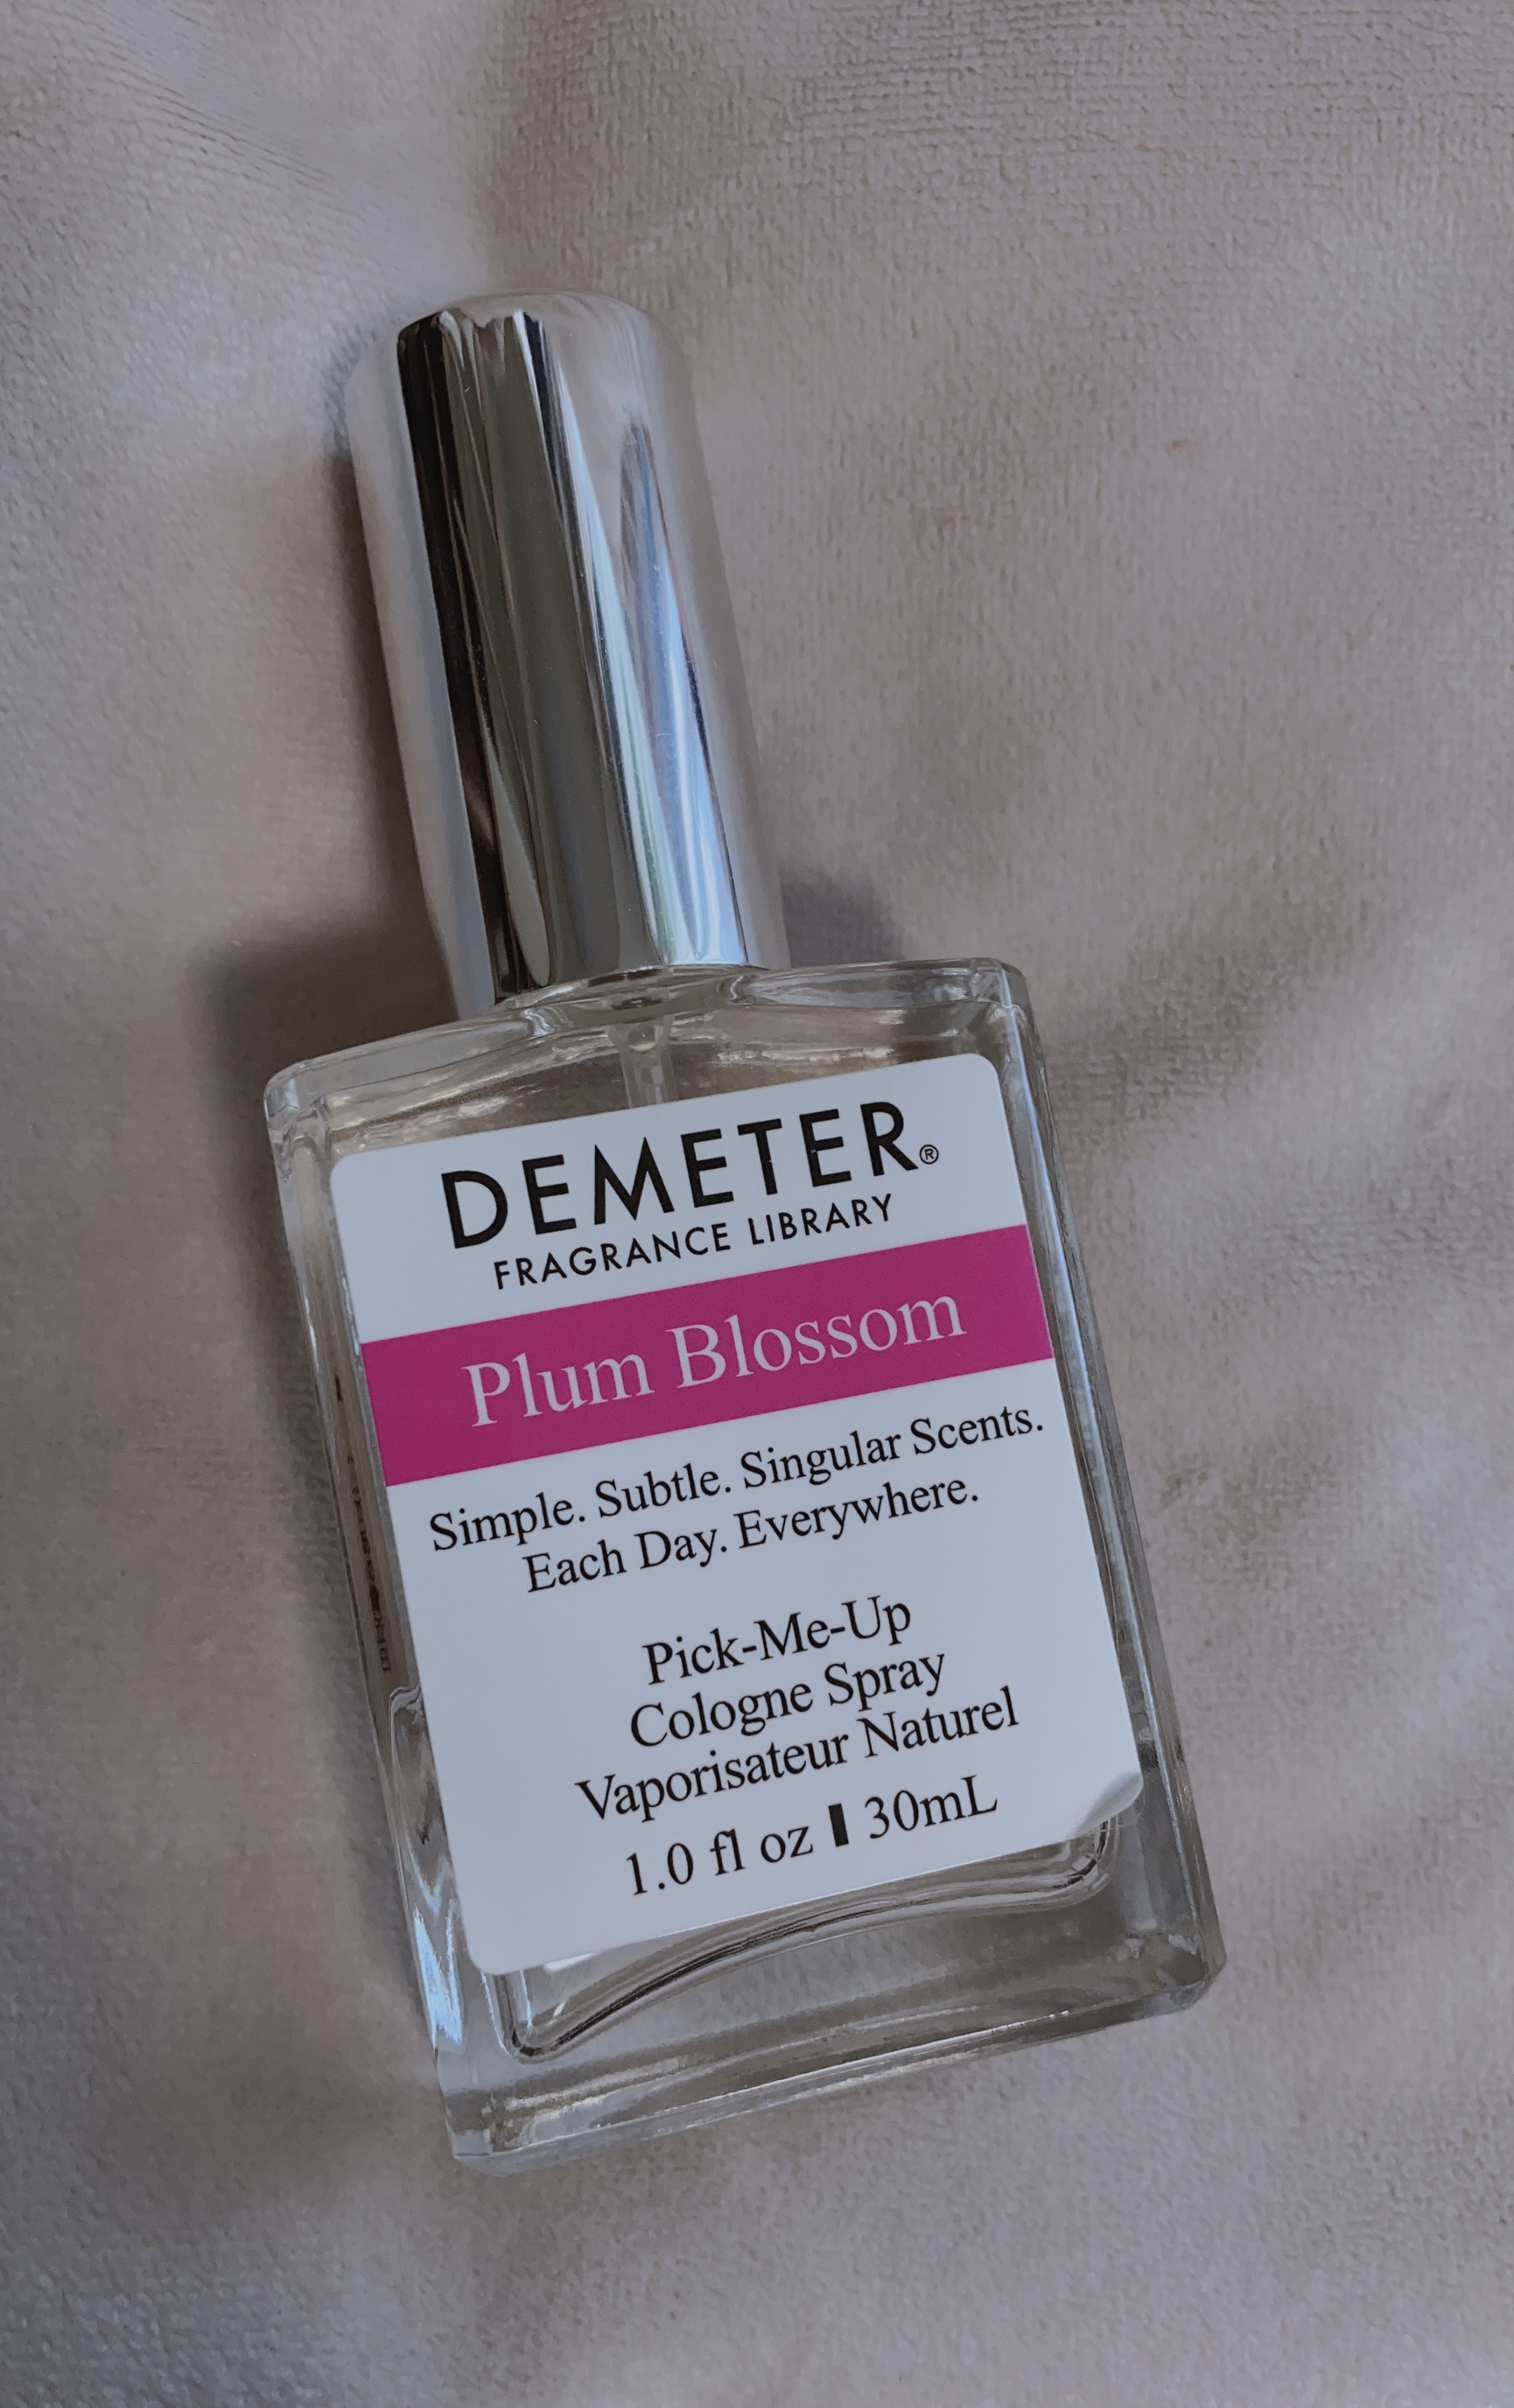 DEMETER®
FRAGRANCE LIBRARY
Plum Blossom
Simple. Subtle. Singular Scents.
Each Day. Everywhere.
Pick-Me-Up
Cologne Spray
Vaporisateur Naturel
1.0 fl oz ▌ 30mL